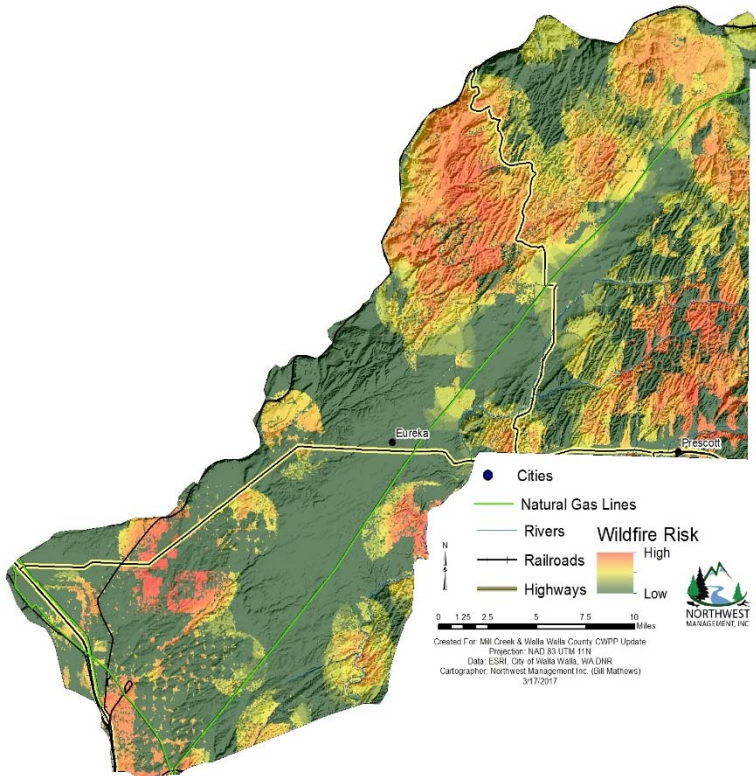 Eureka
Prescott
Cities
Natural Gas Lines
Rivers
Wildfire Risk
Railroads
High
Highways
Low
N
0 1.25 2.5 5 7.5 10
Miles
NORTHWEST
MANAGEMENT, INC
Created For: Mill Creek & Walla Walla County CWPP Update
Projection: NAD 83 UTM 11N
Data: ESRI, City of Walla Walla, WA DNR
Cartographer: Northwest Management Inc. (Bill Mathews)
3/17/2017